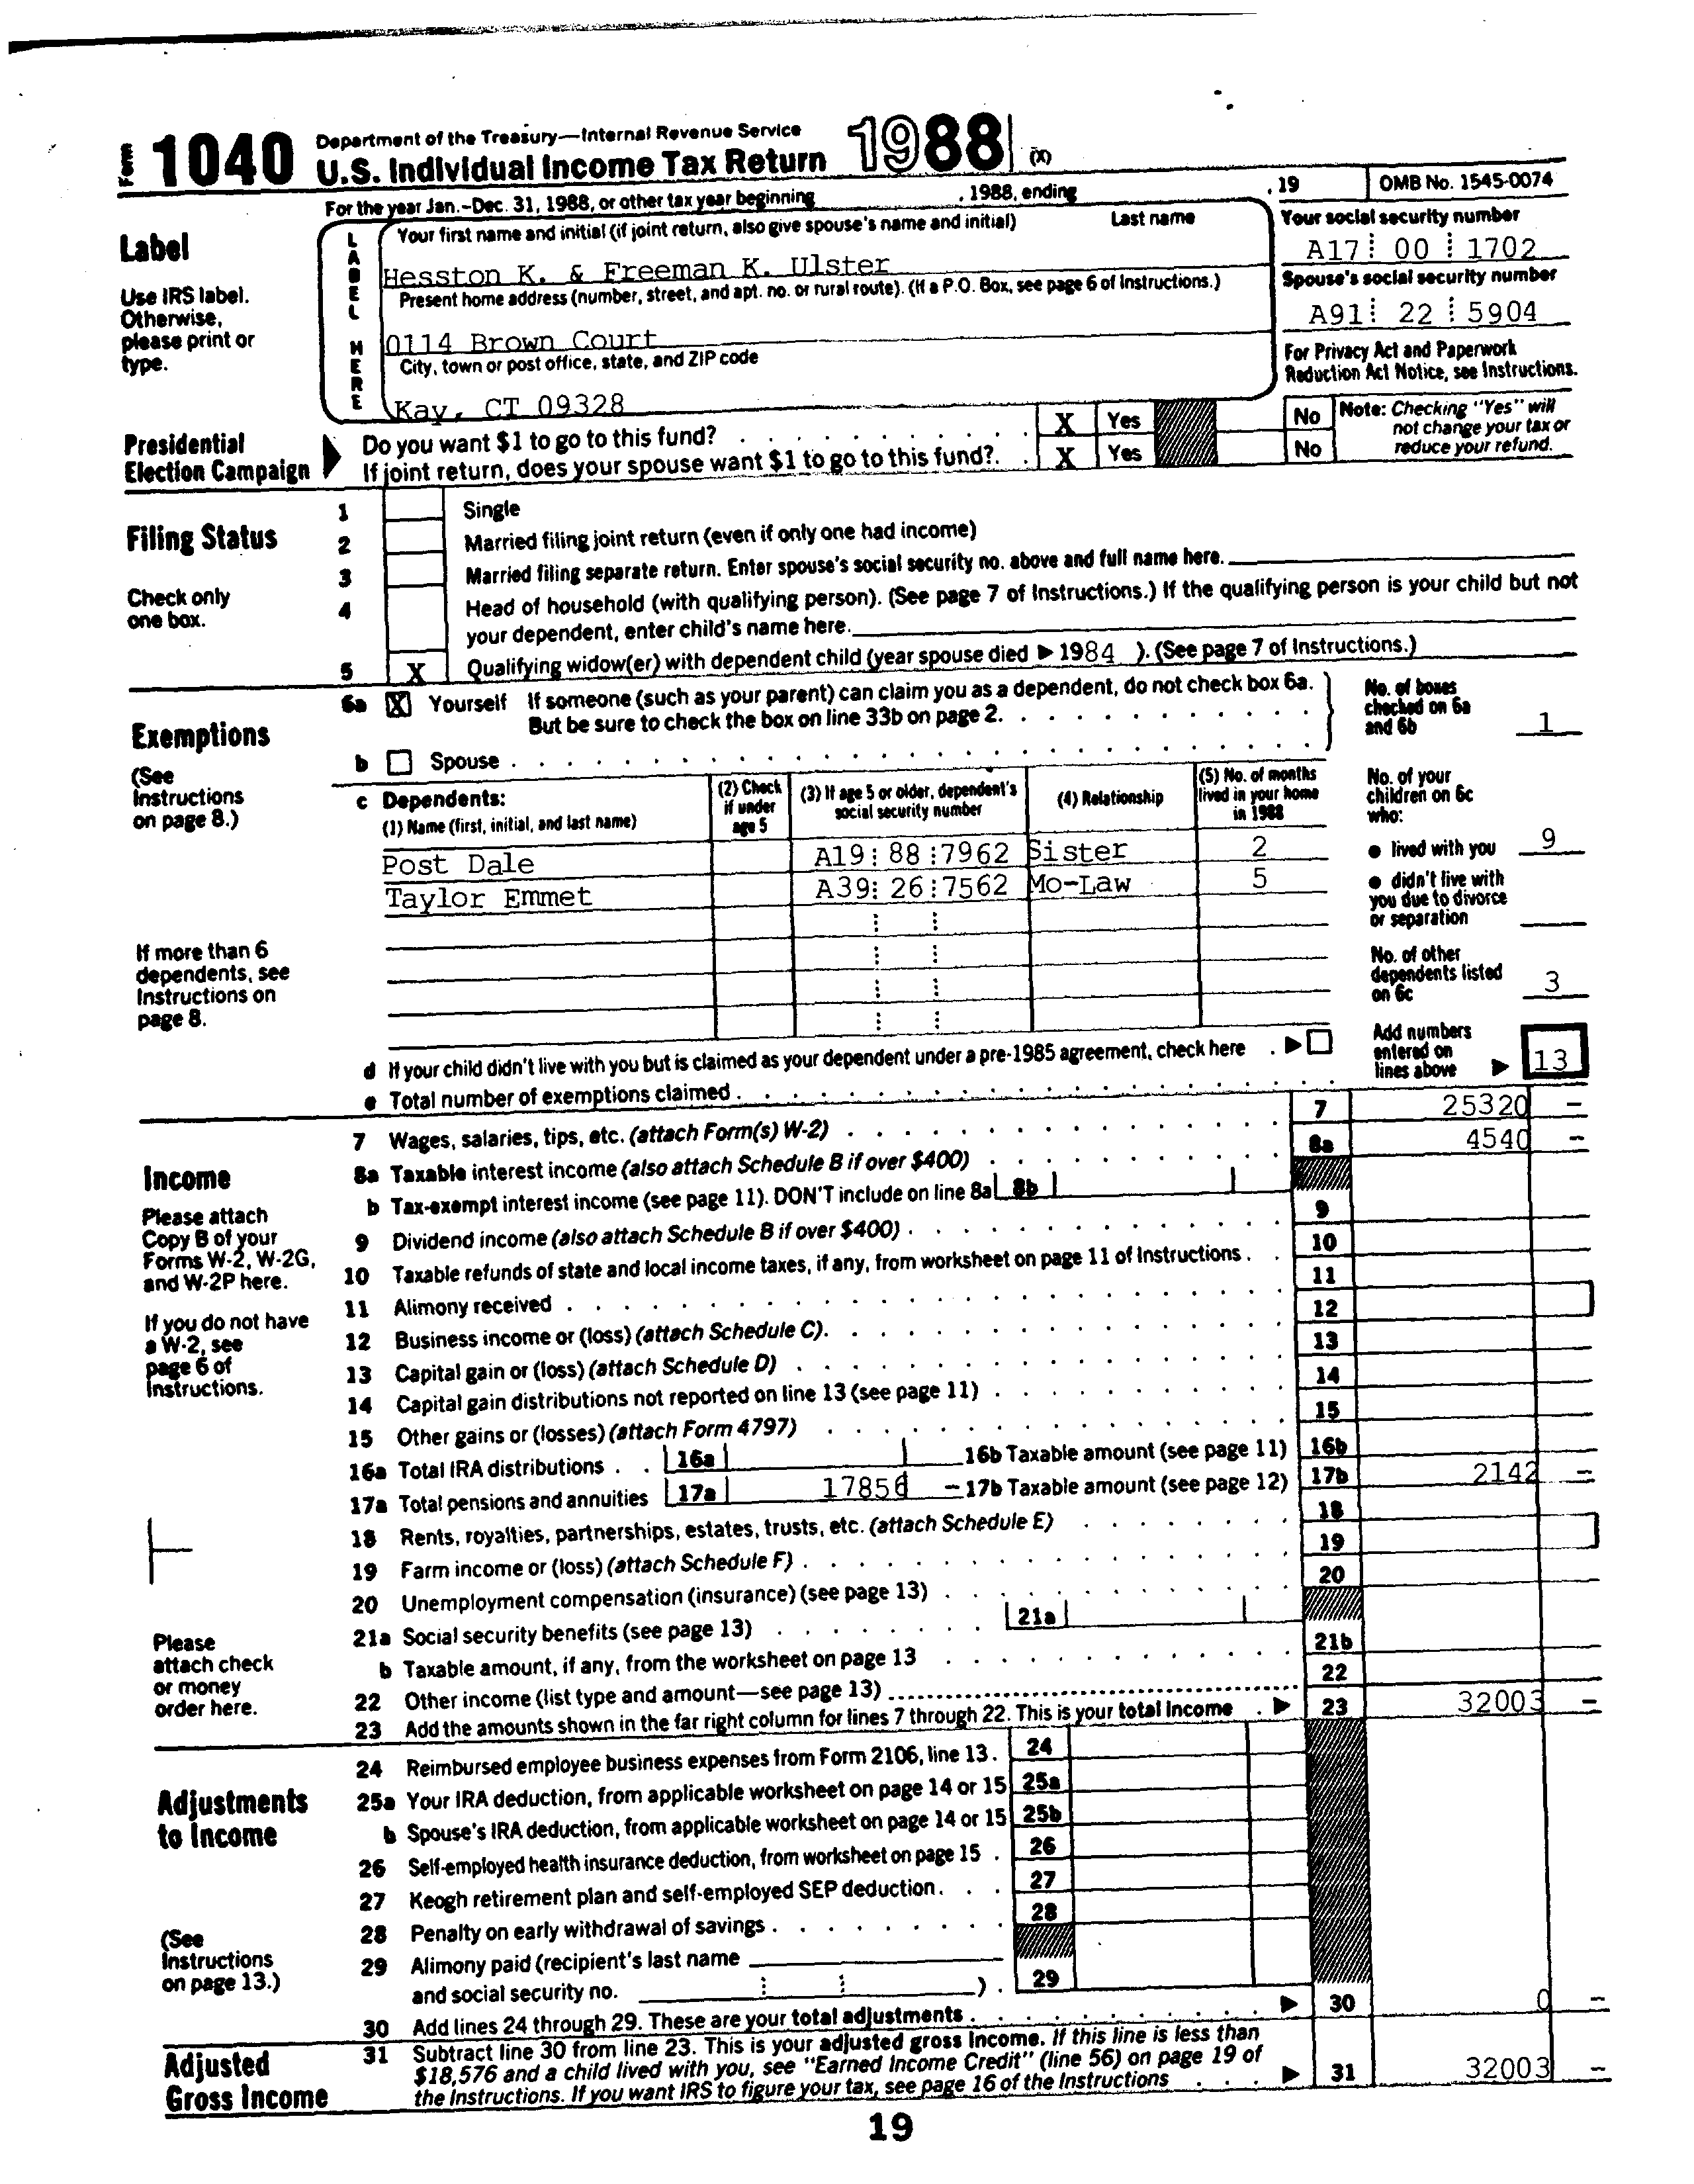 Form 1040 Department of the Treasury—Internal Revenue Service
U.S. Individual Income Tax Return 1988 (X)
For the year Jan.-Dec. 31, 1988, or other tax year beginning , 1988, ending , 19 OMB No. 1545-0074
Label
Use IRS label.
Otherwise,
please print or
type.
LABEL HERE
Your first name and initial (if joint return, also give spouse's name and initial) Last name
Hesston K. & Freeman K. Ulster
Present home address (number, street, and apt. no. or rural route). (If a P.O. Box, see page 6 of Instructions.)
0114 Brown Court
City, town or post office, state, and ZIP code
Kay, CT 09328
Your social security number
A17 00 1702
Spouse's social security number
A91 22 5904
For Privacy Act and Paperwork
Reduction Act Notice, see Instructions.
Presidential
Election Campaign
Do you want $1 to go to this fund? X Yes No
If joint return, does your spouse want $1 to go to this fund? X Yes No
Note: Checking "Yes" will
not change your tax or
reduce your refund.
Filing Status
Check only
one box.
1 Single
2 Married filing joint return (even if only one had income)
3 Married filing separate return. Enter spouse's social security no. above and full name here.
4 Head of household (with qualifying person). (See page 7 of Instructions.) If the qualifying person is your child but not
your dependent, enter child's name here.
5 X Qualifying widow(er) with dependent child (year spouse died ▶ 1984 ). (See page 7 of Instructions.)
Exemptions
(See
Instructions
on page 8.)
If more than 6
dependents, see
Instructions on
page 8.
6a X Yourself If someone (such as your parent) can claim you as a dependent, do not check box 6a.
But be sure to check the box on line 33b on page 2.
b Spouse
No. of boxes
checked on 6a
and 6b 1
c Dependents:
(1) Name (first, initial, and last name)
(2) Check
if under
age 5
(3) If age 5 or older, dependent's
social security number
(4) Relationship
(5) No. of months
lived in your home
in 1988
Post Dale A19 88 7962 Sister 2
Taylor Emmet A39 26 7562 Mo-Law 5
No. of your
children on 6c
who:
● lived with you 9
● didn't live with
you due to divorce
or separation
No. of other
dependents listed
on 6c 3
d If your child didn't live with you but is claimed as your dependent under a pre-1985 agreement, check here ▶
e Total number of exemptions claimed
Add numbers
entered on
lines above ▶ 13
Income
Please attach
Copy B of your
Forms W-2, W-2G,
and W-2P here.
If you do not have
a W-2, see
page 6 of
Instructions.
Please
attach check
or money
order here.
7 Wages, salaries, tips, etc. (attach Form(s) W-2) 7 25320 –
8a Taxable interest income (also attach Schedule B if over $400) 8a 4540 –
b Tax-exempt interest income (see page 11). DON'T include on line 8a 8b
9 Dividend income (also attach Schedule B if over $400) 9
10 Taxable refunds of state and local income taxes, if any, from worksheet on page 11 of Instructions 10
11 Alimony received 11
12 Business income or (loss) (attach Schedule C) 12
13 Capital gain or (loss) (attach Schedule D) 13
14 Capital gain distributions not reported on line 13 (see page 11) 14
15 Other gains or (losses) (attach Form 4797) 15
16a Total IRA distributions 16a 16b Taxable amount (see page 11) 16b
17a Total pensions and annuities 17a 17856 – 17b Taxable amount (see page 12) 17b 2142 –
18 Rents, royalties, partnerships, estates, trusts, etc. (attach Schedule E) 18
19 Farm income or (loss) (attach Schedule F) 19
20 Unemployment compensation (insurance) (see page 13) 20
21a Social security benefits (see page 13) 21a
b Taxable amount, if any, from the worksheet on page 13 21b
22 Other income (list type and amount—see page 13) 22
23 Add the amounts shown in the far right column for lines 7 through 22. This is your total income ▶ 23 32003 –
Adjustments
to Income
(See
Instructions
on page 13.)
24 Reimbursed employee business expenses from Form 2106, line 13. 24
25a Your IRA deduction, from applicable worksheet on page 14 or 15 25a
b Spouse's IRA deduction, from applicable worksheet on page 14 or 15 25b
26 Self-employed health insurance deduction, from worksheet on page 15 26
27 Keogh retirement plan and self-employed SEP deduction 27
28 Penalty on early withdrawal of savings 28
29 Alimony paid (recipient's last name
and social security no. ) 29
30 Add lines 24 through 29. These are your total adjustments ▶ 30 0 –
Adjusted
Gross Income
31 Subtract line 30 from line 23. This is your adjusted gross income. If this line is less than
$18,576 and a child lived with you, see "Earned Income Credit" (line 56) on page 19 of
the Instructions. If you want IRS to figure your tax, see page 16 of the Instructions ▶ 31 32003 –
19